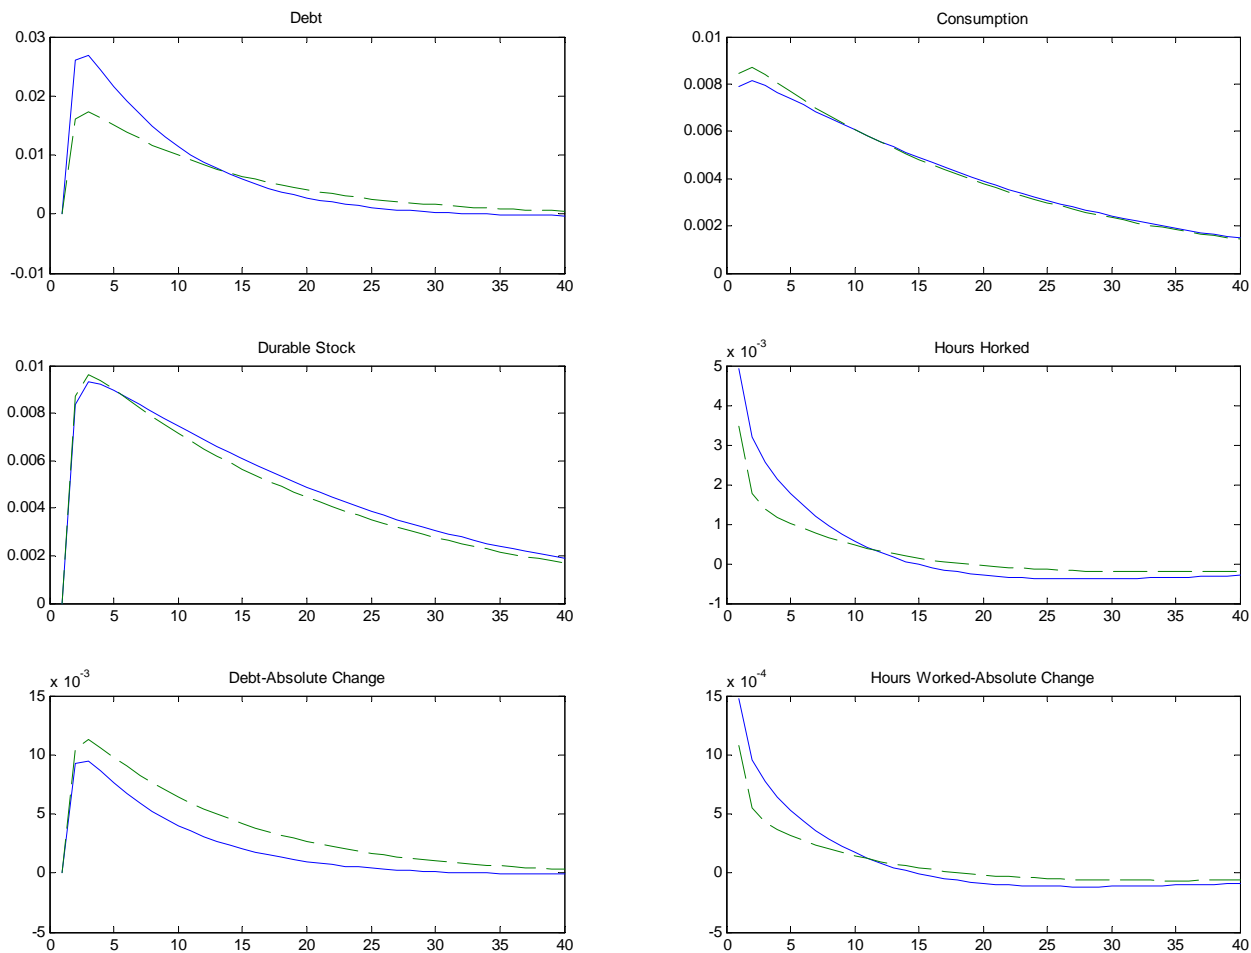 Debt
0.03
0.02
0.01
0
-0.01
0 5 10 15 20 25 30 35 40
Consumption
0.01
0.008
0.006
0.004
0.002
0
0 5 10 15 20 25 30 35 40
Durable Stock
0.01
0.008
0.006
0.004
0.002
0
0 5 10 15 20 25 30 35 40
Hours Horked
x 10-3
5
4
3
2
1
0
-1
0 5 10 15 20 25 30 35 40
Debt-Absolute Change
x 10-3
15
10
5
0
-5
0 5 10 15 20 25 30 35 40
Hours Worked-Absolute Change
x 10-4
15
10
5
0
-5
0 5 10 15 20 25 30 35 40